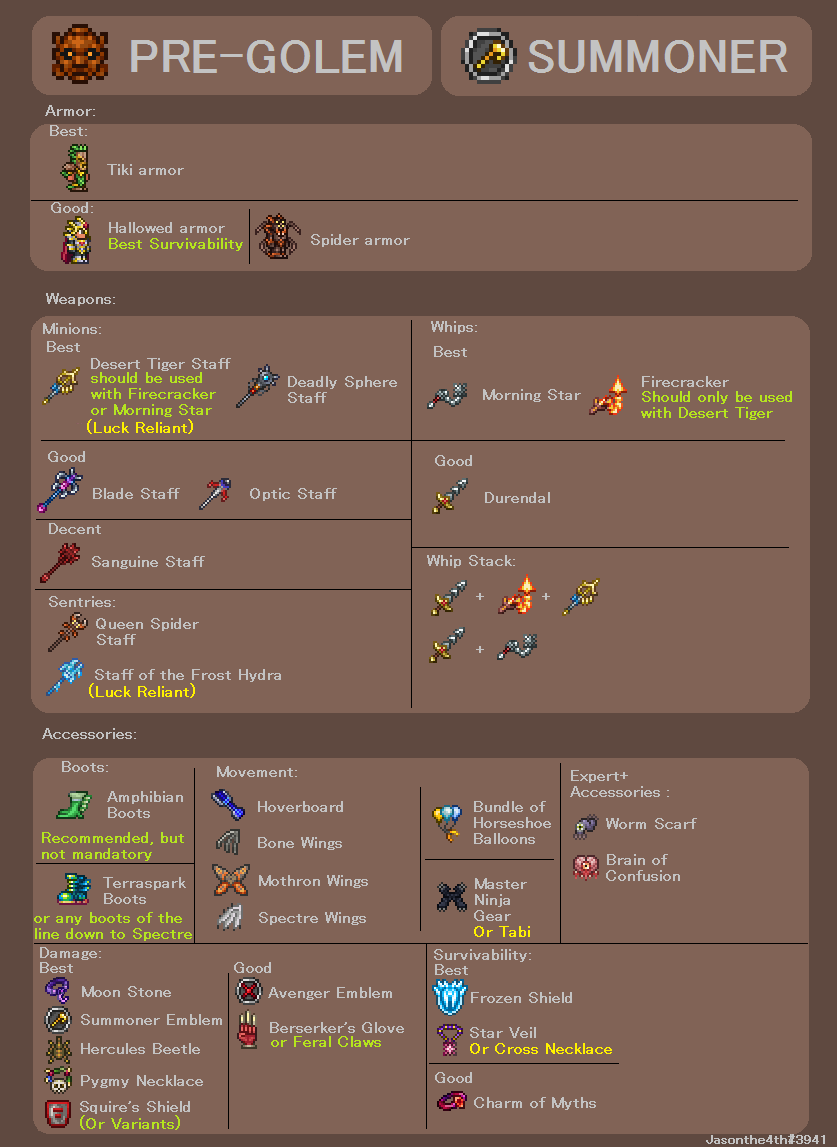 PRE-GOLEM
SUMMONER
Armor:
Best:
Tiki armor
Good:
Hallowed armor
Best Survivability
Spider armor
Weapons:
Minions:
Best
Desert Tiger Staff
should be used
with Firecracker
or Morning Star
(Luck Reliant)
Deadly Sphere
Staff
Good
Blade Staff
Optic Staff
Decent
Sanguine Staff
Sentries:
Queen Spider
Staff
Staff of the Frost Hydra
(Luck Reliant)
Whips:
Best
Morning Star
Firecracker
Should only be used
with Desert Tiger
Good
Durendal
Whip Stack:
+ +
+
Accessories:
Boots:
Amphibian
Boots
Recommended, but
not mandatory
Terraspark
Boots
or any boots of the
line down to Spectre
Movement:
Hoverboard
Bone Wings
Mothron Wings
Spectre Wings
Bundle of
Horseshoe
Balloons
Master
Ninja
Gear
Or Tabi
Expert+
Accessories :
Worm Scarf
Brain of
Confusion
Damage:
Best
Moon Stone
Summoner Emblem
Hercules Beetle
Pygmy Necklace
Squire's Shield
(Or Variants)
Good
Avenger Emblem
Berserker's Glove
or Feral Claws
Survivability:
Best
Frozen Shield
Star Veil
Or Cross Necklace
Good
Charm of Myths
Jasonthe4th#3941